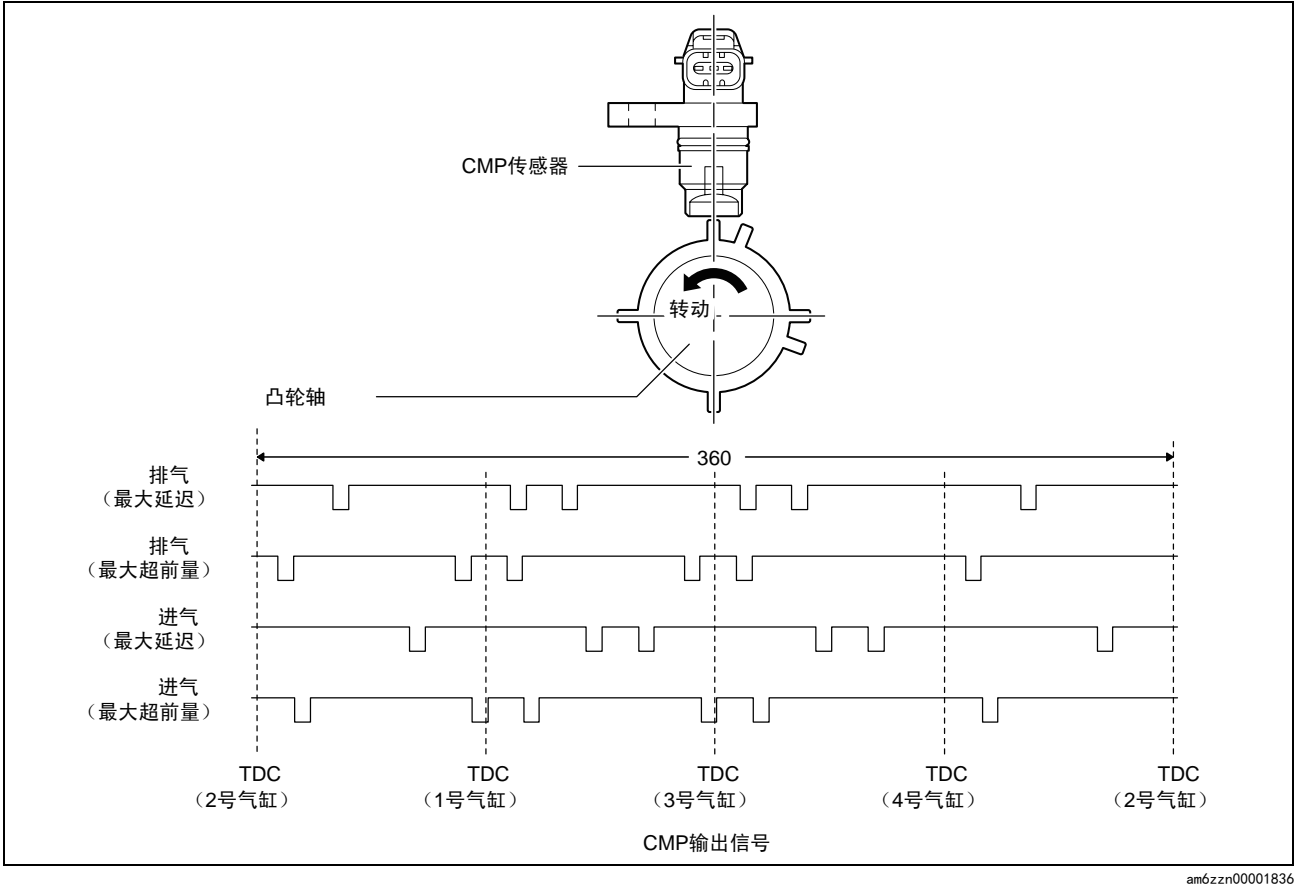 CMP传感器
转动
凸轮轴
360
排气
（最大延迟）
排气
（最大超前量）
进气
（最大延迟）
进气
（最大超前量）
TDC
（2号气缸）
TDC
（1号气缸）
TDC
（3号气缸）
TDC
（4号气缸）
TDC
（2号气缸）
CMP输出信号
am6zzn00001836